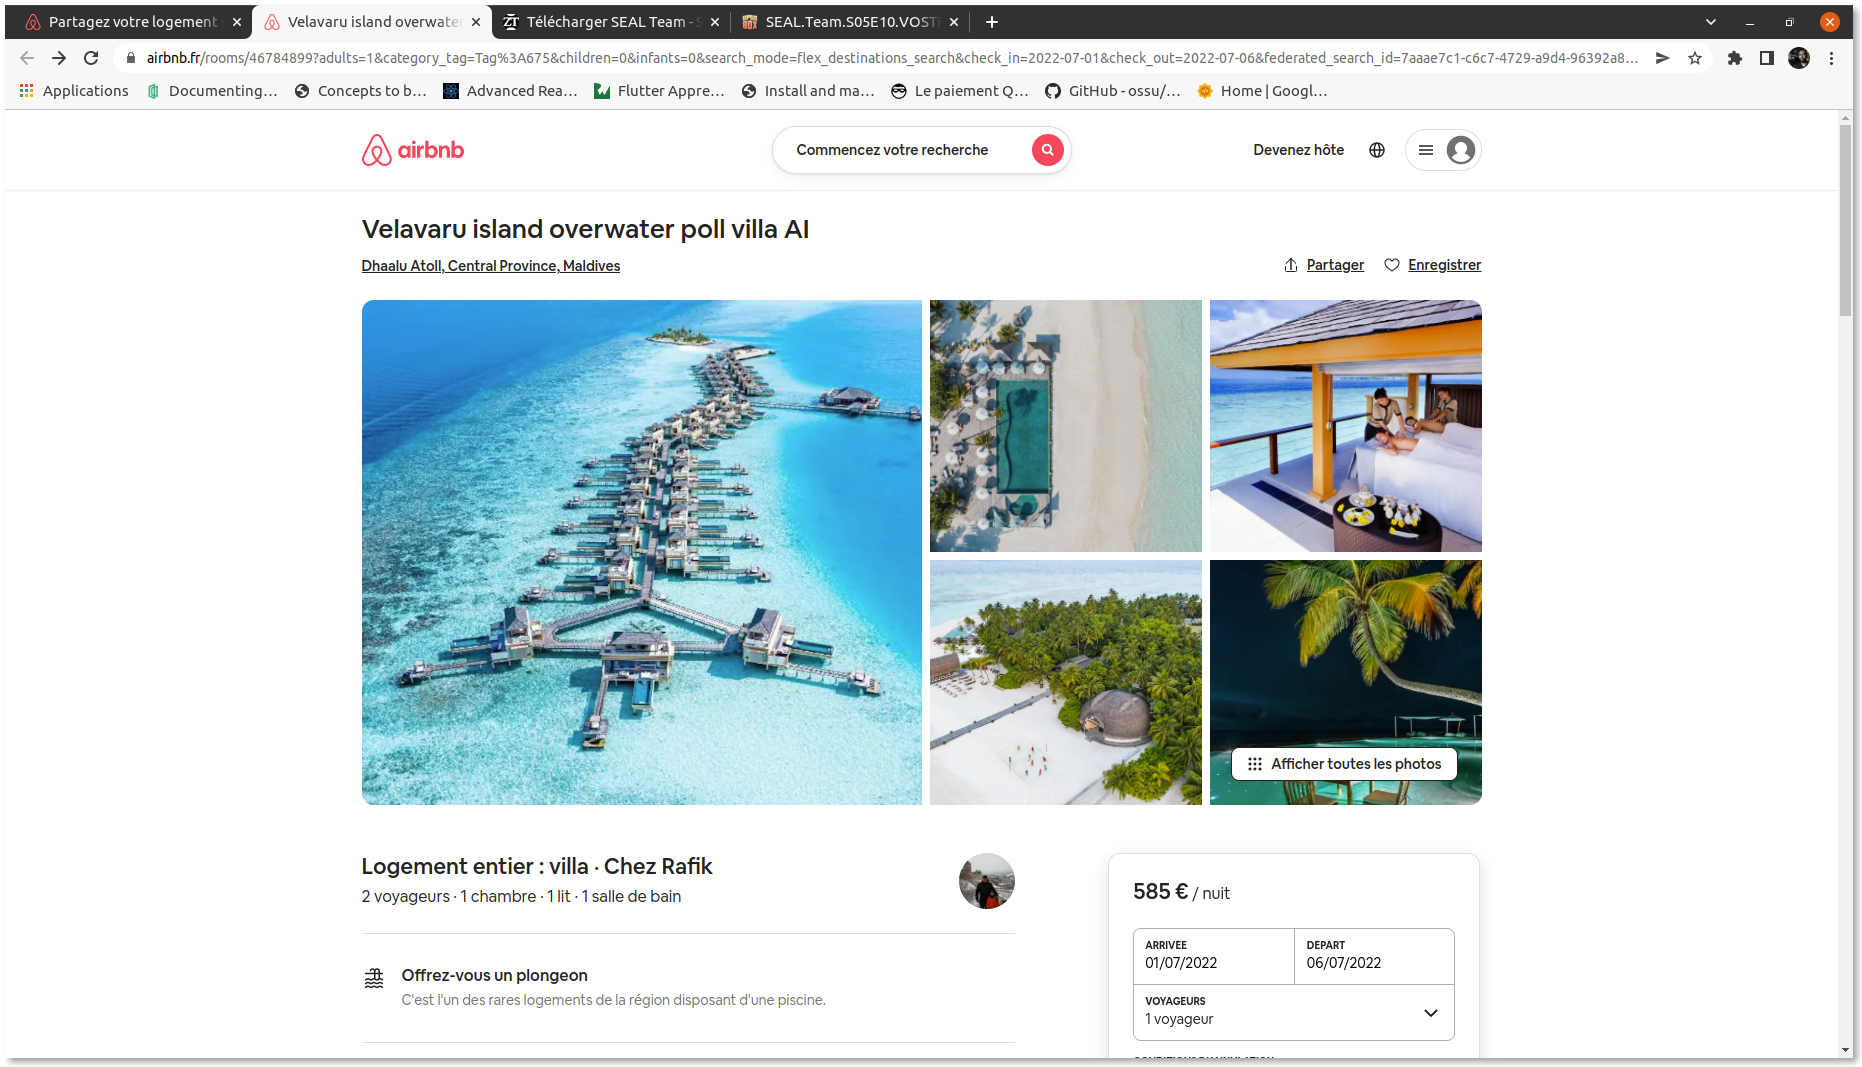 Partagez votre logement
Velavaru island overwate
Télécharger SEAL Team - S
SEAL.Team.S05E10.VOST
airbnb.fr/rooms/46784899?adults=1&category_tag=Tag%3A675&children=0&infants=0&search_mode=flex_destinations_search&check_in=2022-07-01&check_out=2022-07-06&federated_search_id=7aaae7c1-c6c7-4729-a9d4-96392a8...
Applications
Documenting...
Concepts to b...
Advanced Rea...
Flutter Appre...
Install and ma...
Le paiement Q...
GitHub - ossu/...
Home | Googl...
airbnb
Commencez votre recherche
Devenez hôte
Velavaru island overwater poll villa AI
Dhaalu Atoll, Central Province, Maldives
Partager
Enregistrer
Afficher toutes les photos
Logement entier : villa · Chez Rafik
2 voyageurs · 1 chambre · 1 lit · 1 salle de bain
585 € / nuit
ARRIVÉE
01/07/2022
DÉPART
06/07/2022
VOYAGEURS
1 voyageur
Offrez-vous un plongeon
C'est l'un des rares logements de la région disposant d'une piscine.